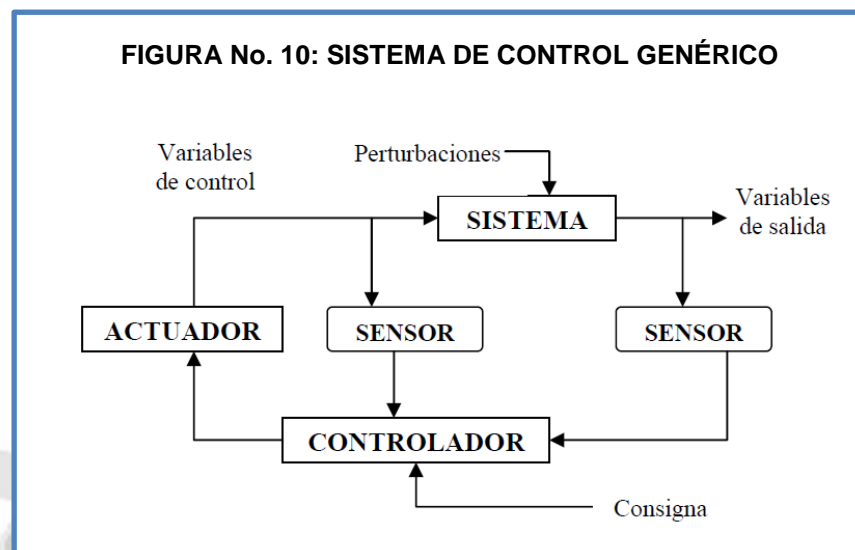 FIGURA No. 10: SISTEMA DE CONTROL GENÉRICO
Variables
de control
Perturbaciones
SISTEMA
Variables
de salida
ACTUADOR
SENSOR
SENSOR
CONTROLADOR
Consigna